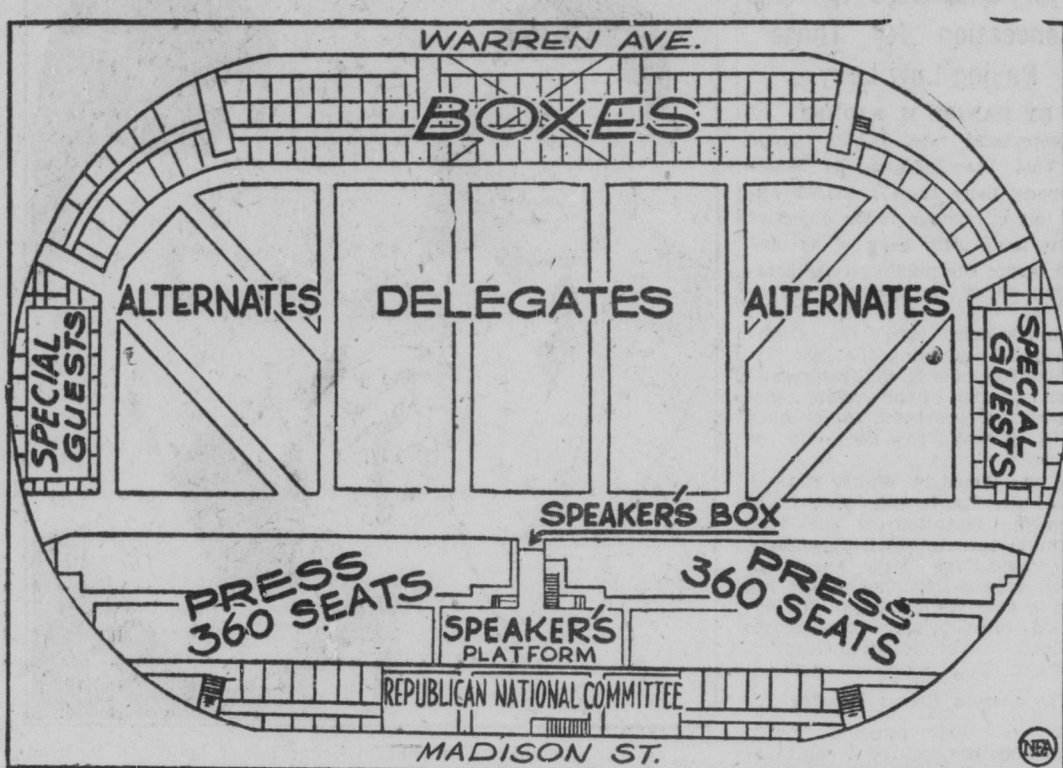 WARREN AVE.
BOXES
ALTERNATES
DELEGATES
ALTERNATES
SPECIAL
GUESTS
SPECIAL
GUESTS
SPEAKER'S BOX
PRESS
360 SEATS
PRESS
360 SEATS
SPEAKER'S
PLATFORM
REPUBLICAN NATIONAL COMMITTEE
MADISON ST.
NEA